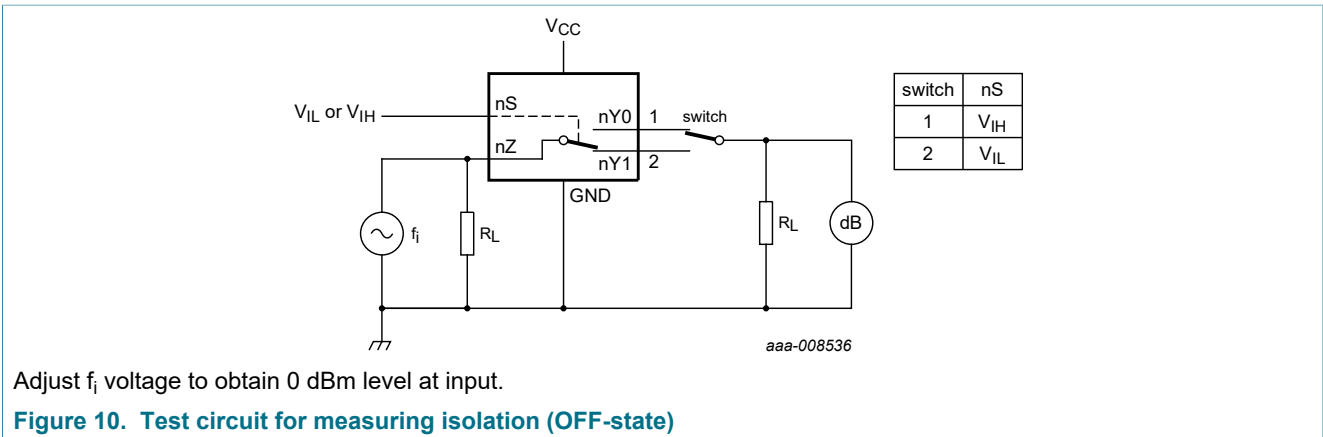 VCC
nS
VIL or VIH
nZ
nY0 1 switch
nY1 2
GND
fi
RL
RL
dB
switch nS
1 VIH
2 VIL
aaa-008536
Adjust fi voltage to obtain 0 dBm level at input.
Figure 10. Test circuit for measuring isolation (OFF-state)